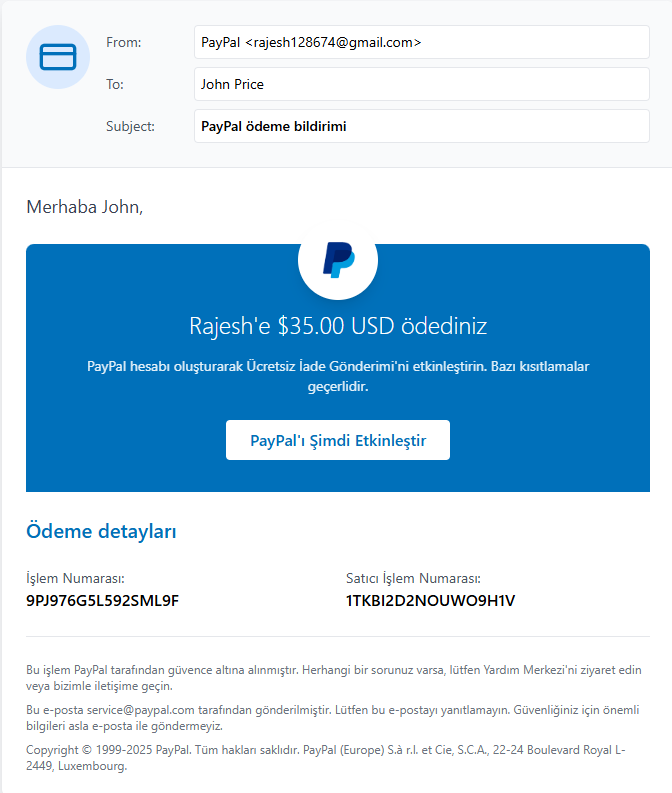 From: PayPal <rajesh128674@gmail.com>
To: John Price
Subject: PayPal ödeme bildirimi
Merhaba John,
Rajesh'e $35.00 USD ödediniz
PayPal hesabı oluşturarak Ücretsiz İade Gönderimi'ni etkinleştirin. Bazı kısıtlamalar
geçerlidir.
PayPal'ı Şimdi Etkinleştir
Ödeme detayları
İşlem Numarası:
9PJ976G5L592SML9F
Satıcı İşlem Numarası:
1TKBI2D2NOUWO9H1V
Bu işlem PayPal tarafından güvence altına alınmıştır. Herhangi bir sorunuz varsa, lütfen Yardım Merkezi'ni ziyaret edin
veya bizimle iletişime geçin.
Bu e-posta service@paypal.com tarafından gönderilmiştir. Lütfen bu e-postayı yanıtlamayın. Güvenliğiniz için önemli
bilgileri asla e-posta ile göndermeyiz.
Copyright © 1999-2025 PayPal. Tüm hakları saklıdır. PayPal (Europe) S.à r.l. et Cie, S.C.A., 22-24 Boulevard Royal L-
2449, Luxembourg.